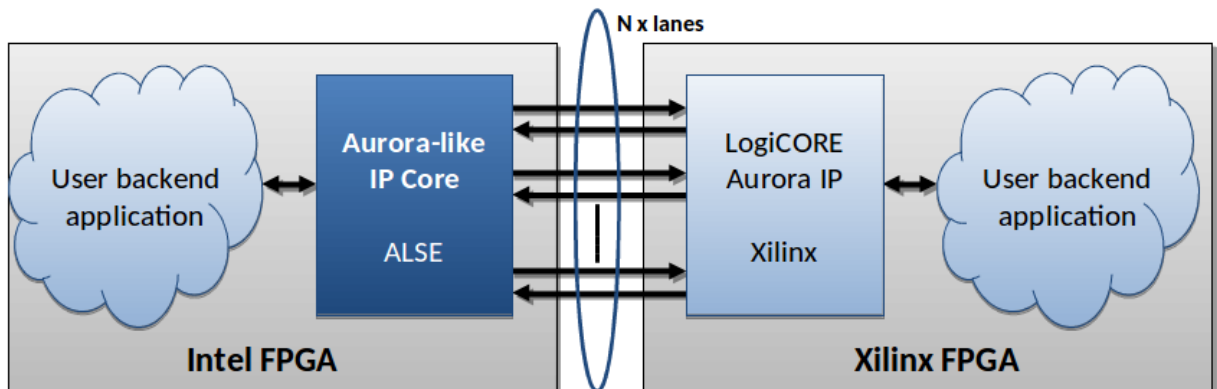 N x lanes
User backend
application
Aurora-like
IP Core
ALSE
LogiCORE
Aurora IP
Xilinx
User backend
application
Intel FPGA
Xilinx FPGA